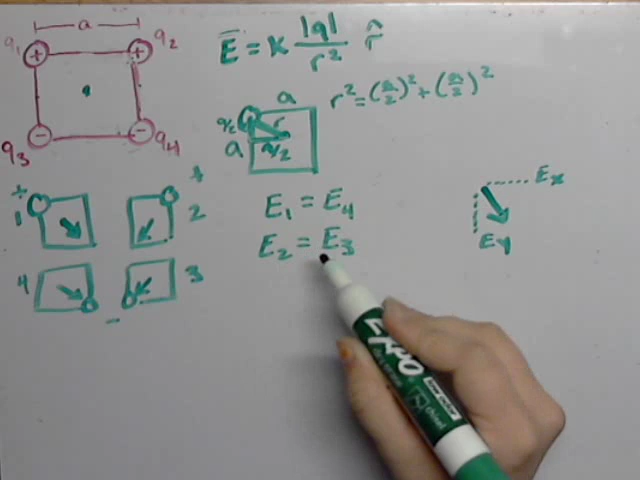 a
q1 + + q2
q3 − − q4
E = K |q| / r² r̂
a
a/2 r
a a/2
r² = (a/2)² + (a/2)²
+ +
1 2
4 3
−
E1 = E4
E2 = E3
Ex
Ey
EXPO